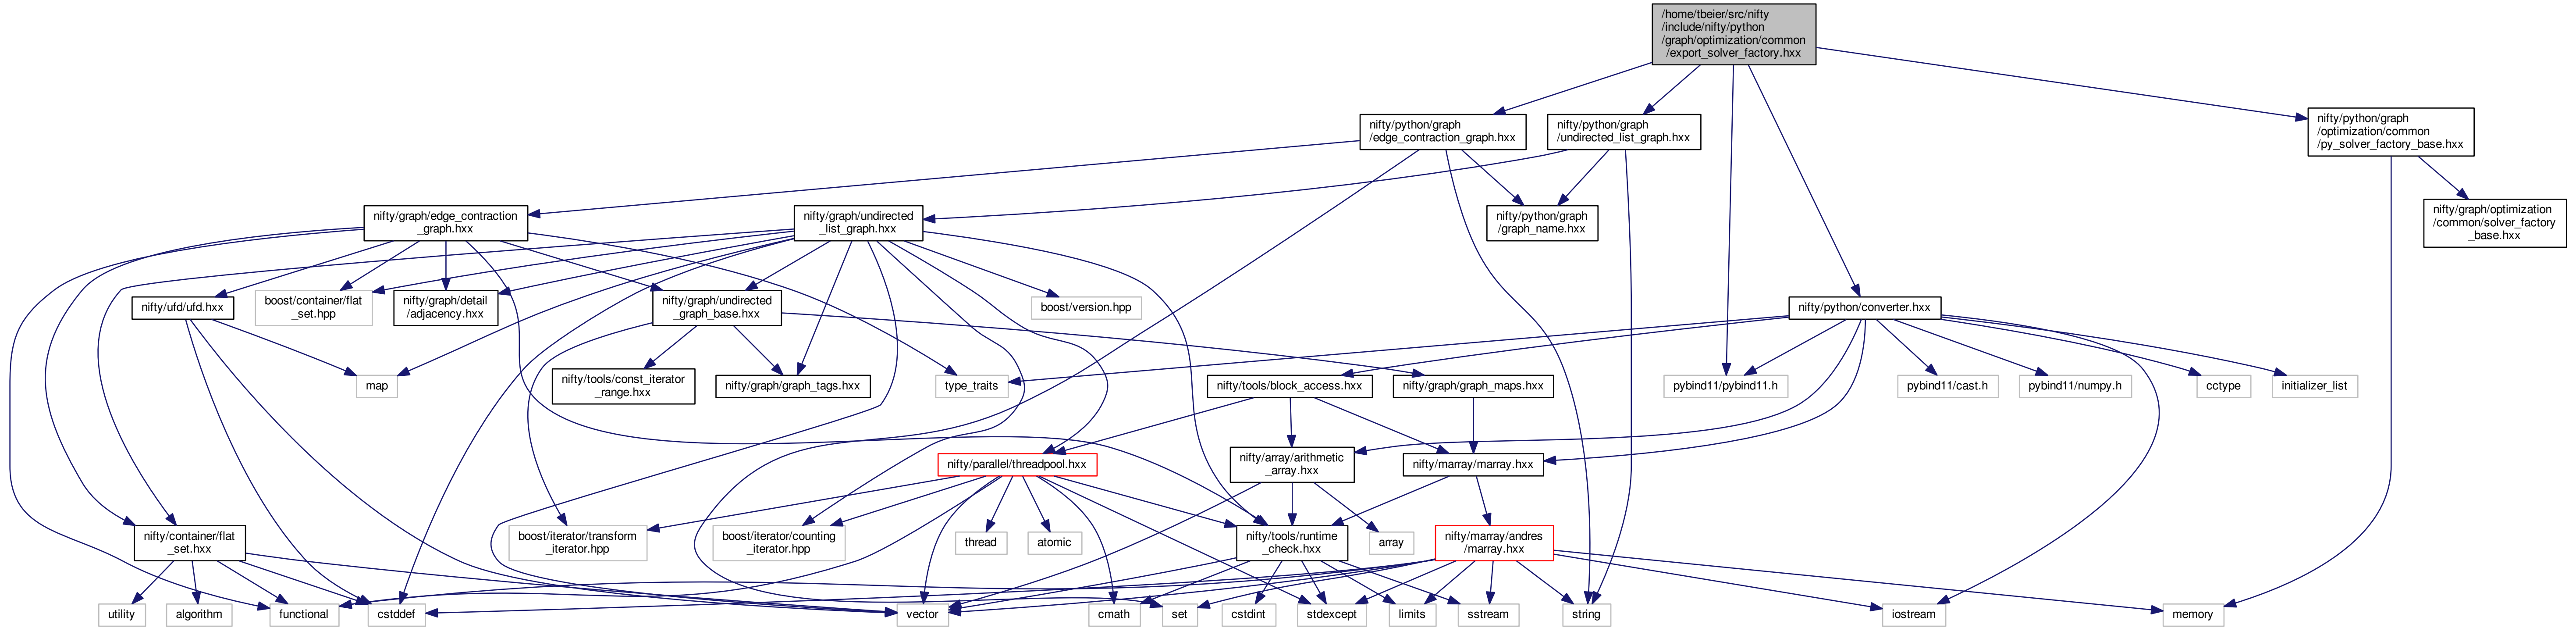 /home/tbeier/src/nifty
/include/nifty/python
/graph/optimization/common
/export_solver_factory.hxx
nifty/python/graph
/edge_contraction_graph.hxx
nifty/python/graph
/undirected_list_graph.hxx
nifty/python/graph
/optimization/common
/py_solver_factory_base.hxx
nifty/graph/edge_contraction
_graph.hxx
nifty/graph/undirected
_list_graph.hxx
nifty/python/graph
/graph_name.hxx
nifty/graph/optimization
/common/solver_factory
_base.hxx
nifty/ufd/ufd.hxx
boost/container/flat
_set.hpp
nifty/graph/detail
/adjacency.hxx
nifty/graph/undirected
_graph_base.hxx
boost/version.hpp
nifty/python/converter.hxx
map
nifty/tools/const_iterator
_range.hxx
nifty/graph/graph_tags.hxx
type_traits
nifty/tools/block_access.hxx
nifty/graph/graph_maps.hxx
pybind11/pybind11.h
pybind11/cast.h
pybind11/numpy.h
cctype
initializer_list
nifty/parallel/threadpool.hxx
nifty/array/arithmetic
_array.hxx
nifty/marray/marray.hxx
nifty/container/flat
_set.hxx
boost/iterator/transform
_iterator.hpp
boost/iterator/counting
_iterator.hpp
thread
atomic
nifty/tools/runtime
_check.hxx
array
nifty/marray/andres
/marray.hxx
utility
algorithm
functional
cstddef
vector
cmath
set
cstdint
stdexcept
limits
sstream
string
iostream
memory